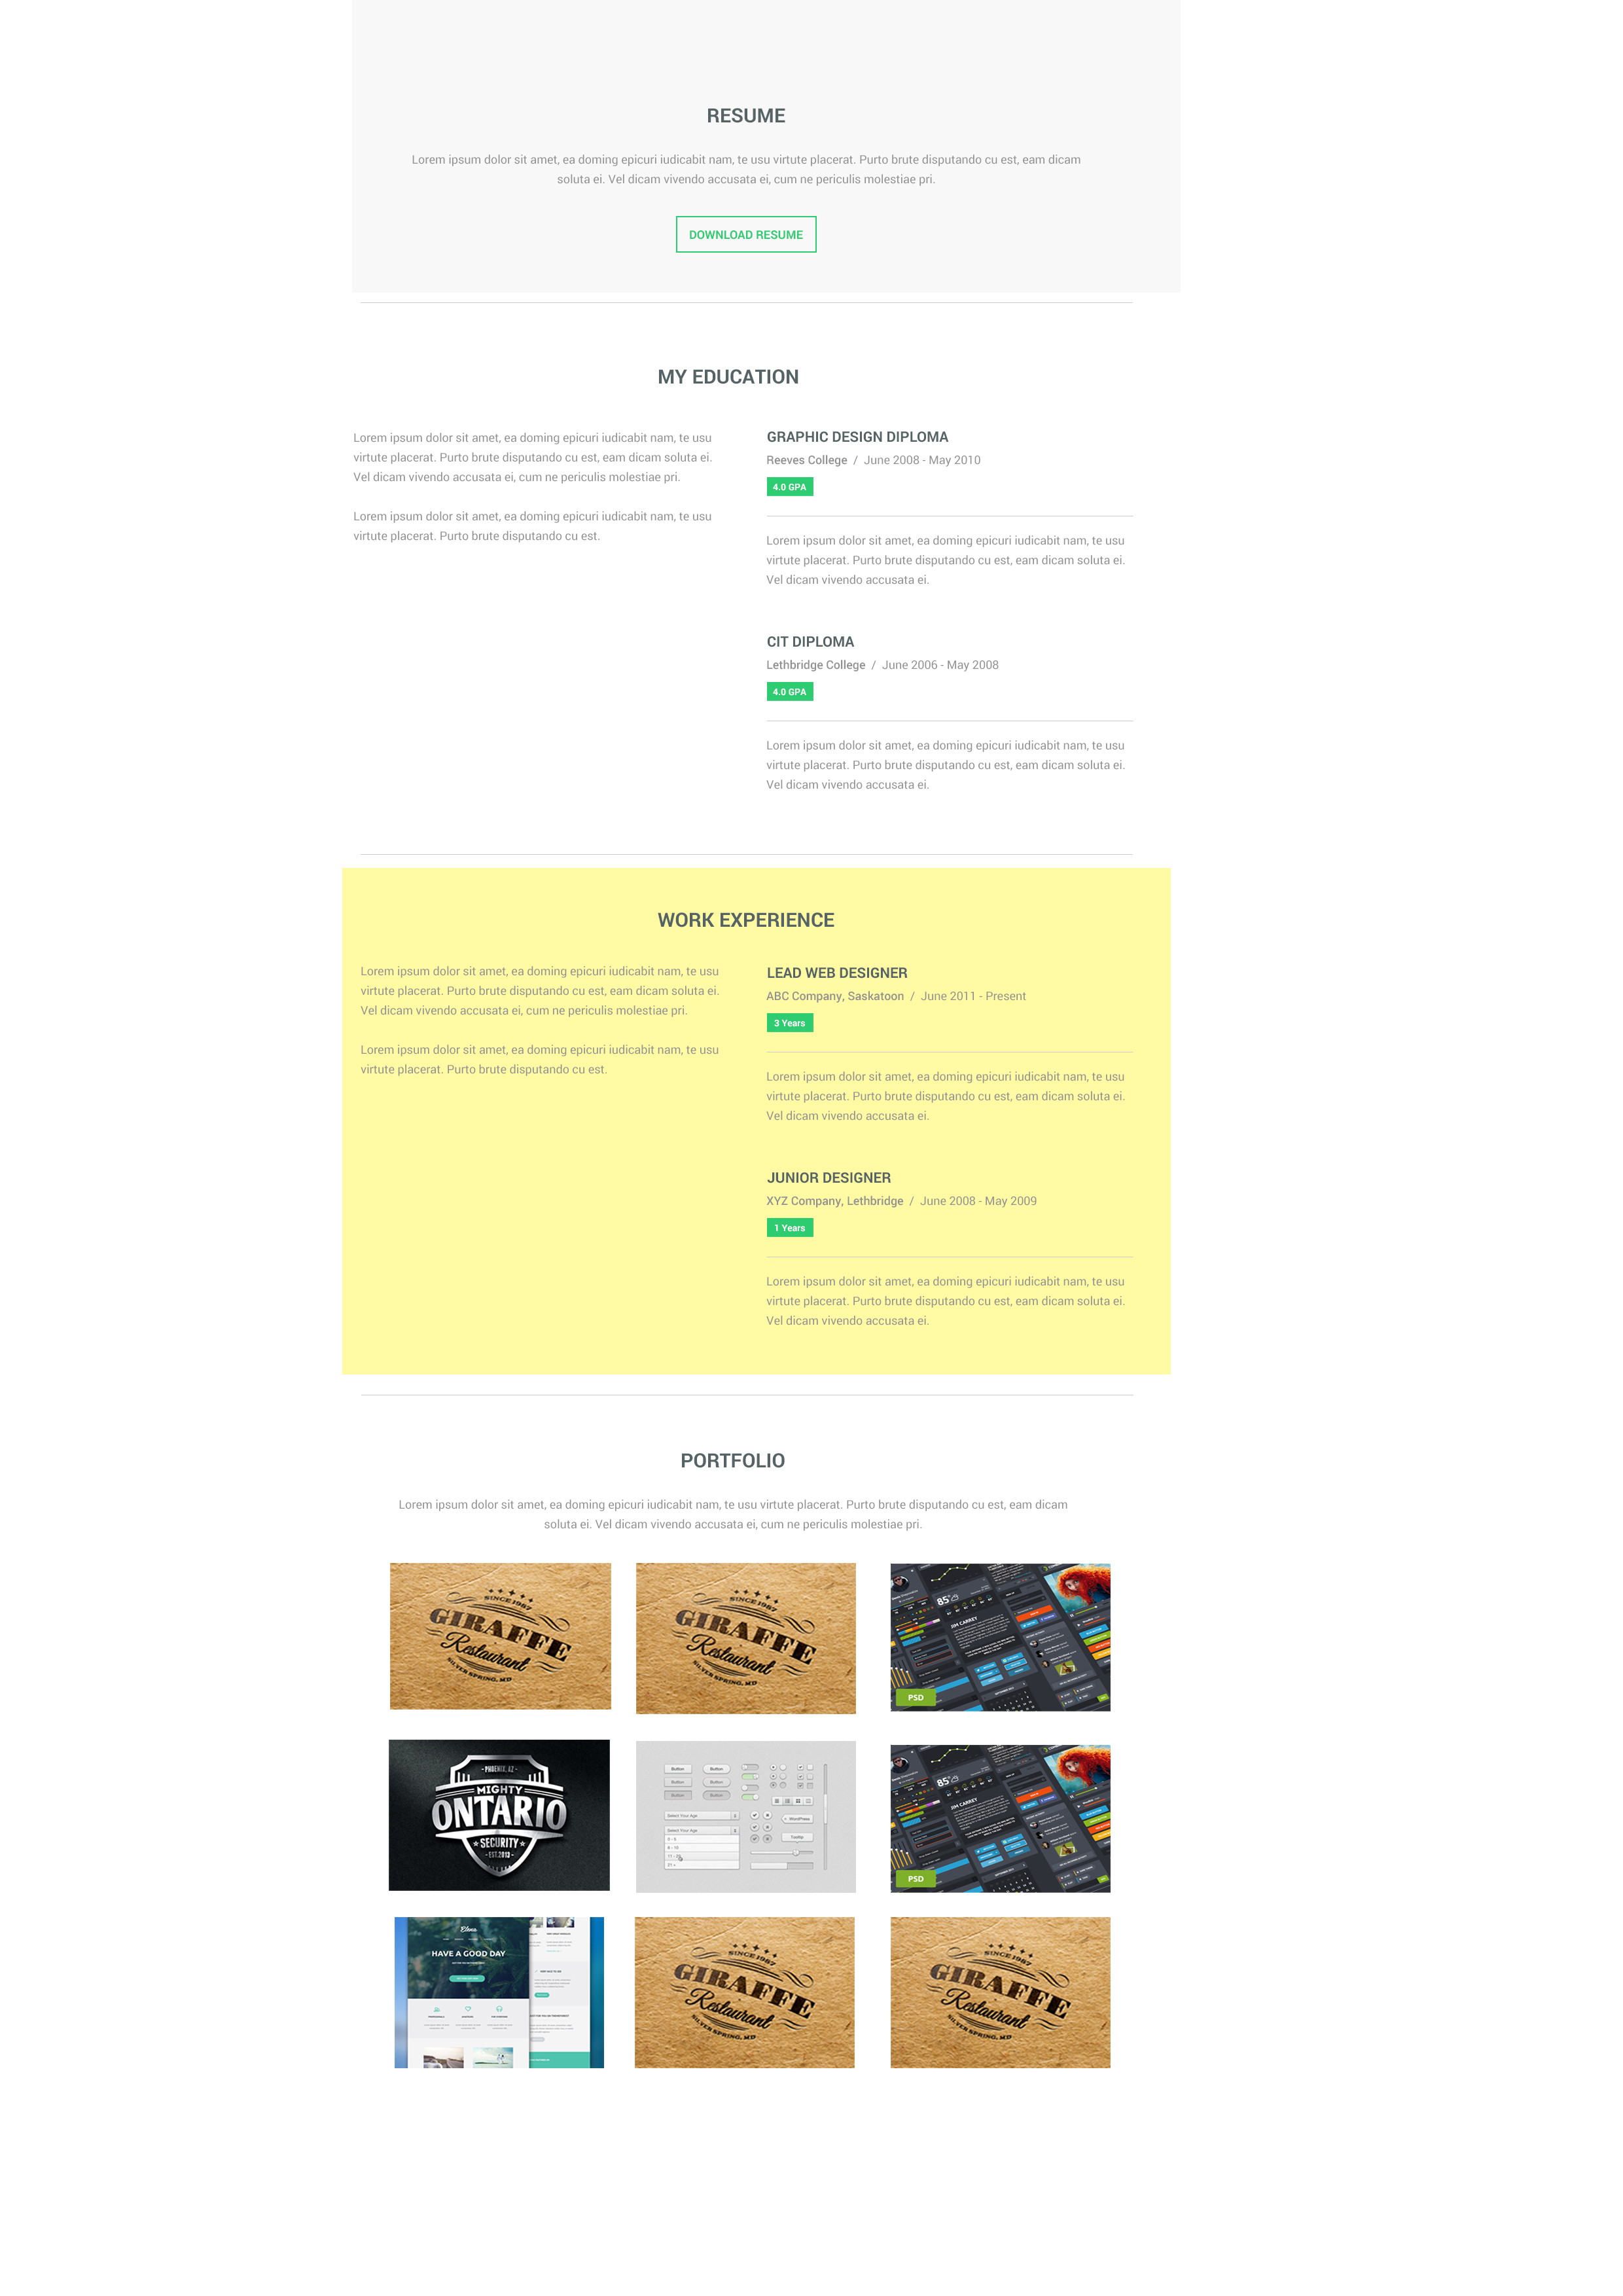 RESUME
Lorem ipsum dolor sit amet, ea doming epicuri iudicabit nam, te usu virtute placerat. Purto brute disputando cu est, eam dicam
soluta ei. Vel dicam vivendo accusata ei, cum ne periculis molestiae pri.
DOWNLOAD RESUME
MY EDUCATION
Lorem ipsum dolor sit amet, ea doming epicuri iudicabit nam, te usu
virtute placerat. Purto brute disputando cu est, eam dicam soluta ei.
Vel dicam vivendo accusata ei, cum ne periculis molestiae pri.
Lorem ipsum dolor sit amet, ea doming epicuri iudicabit nam, te usu
virtute placerat. Purto brute disputando cu est.
GRAPHIC DESIGN DIPLOMA
Reeves College / June 2008 - May 2010
4.0 GPA
Lorem ipsum dolor sit amet, ea doming epicuri iudicabit nam, te usu
virtute placerat. Purto brute disputando cu est, eam dicam soluta ei.
Vel dicam vivendo accusata ei.
CIT DIPLOMA
Lethbridge College / June 2006 - May 2008
4.0 GPA
Lorem ipsum dolor sit amet, ea doming epicuri iudicabit nam, te usu
virtute placerat. Purto brute disputando cu est, eam dicam soluta ei.
Vel dicam vivendo accusata ei.
WORK EXPERIENCE
Lorem ipsum dolor sit amet, ea doming epicuri iudicabit nam, te usu
virtute placerat. Purto brute disputando cu est, eam dicam soluta ei.
Vel dicam vivendo accusata ei, cum ne periculis molestiae pri.
Lorem ipsum dolor sit amet, ea doming epicuri iudicabit nam, te usu
virtute placerat. Purto brute disputando cu est.
LEAD WEB DESIGNER
ABC Company, Saskatoon / June 2011 - Present
3 Years
Lorem ipsum dolor sit amet, ea doming epicuri iudicabit nam, te usu
virtute placerat. Purto brute disputando cu est, eam dicam soluta ei.
Vel dicam vivendo accusata ei.
JUNIOR DESIGNER
XYZ Company, Lethbridge / June 2008 - May 2009
1 Years
Lorem ipsum dolor sit amet, ea doming epicuri iudicabit nam, te usu
virtute placerat. Purto brute disputando cu est, eam dicam soluta ei.
Vel dicam vivendo accusata ei.
PORTFOLIO
Lorem ipsum dolor sit amet, ea doming epicuri iudicabit nam, te usu virtute placerat. Purto brute disputando cu est, eam dicam
soluta ei. Vel dicam vivendo accusata ei, cum ne periculis molestiae pri.
SINCE 1967
GIRAFFE
Restaurant
SILVER SPRING, MD
SINCE 1967
GIRAFFE
Restaurant
SILVER SPRING, MD
85°
JIM CARREY
PSD
- PHOENIX, AZ -
MIGHTY
ONTARIO
SECURITY
- EST. 2013 -
Button Button
Button Button
Button Button
Select Your Age
WordPress
Select Your Age
Tooltip
85°
JIM CARREY
PSD
Elena
HAVE A GOOD DAY
SINCE 1967
GIRAFFE
Restaurant
SILVER SPRING, MD
SINCE 1967
GIRAFFE
Restaurant
SILVER SPRING, MD